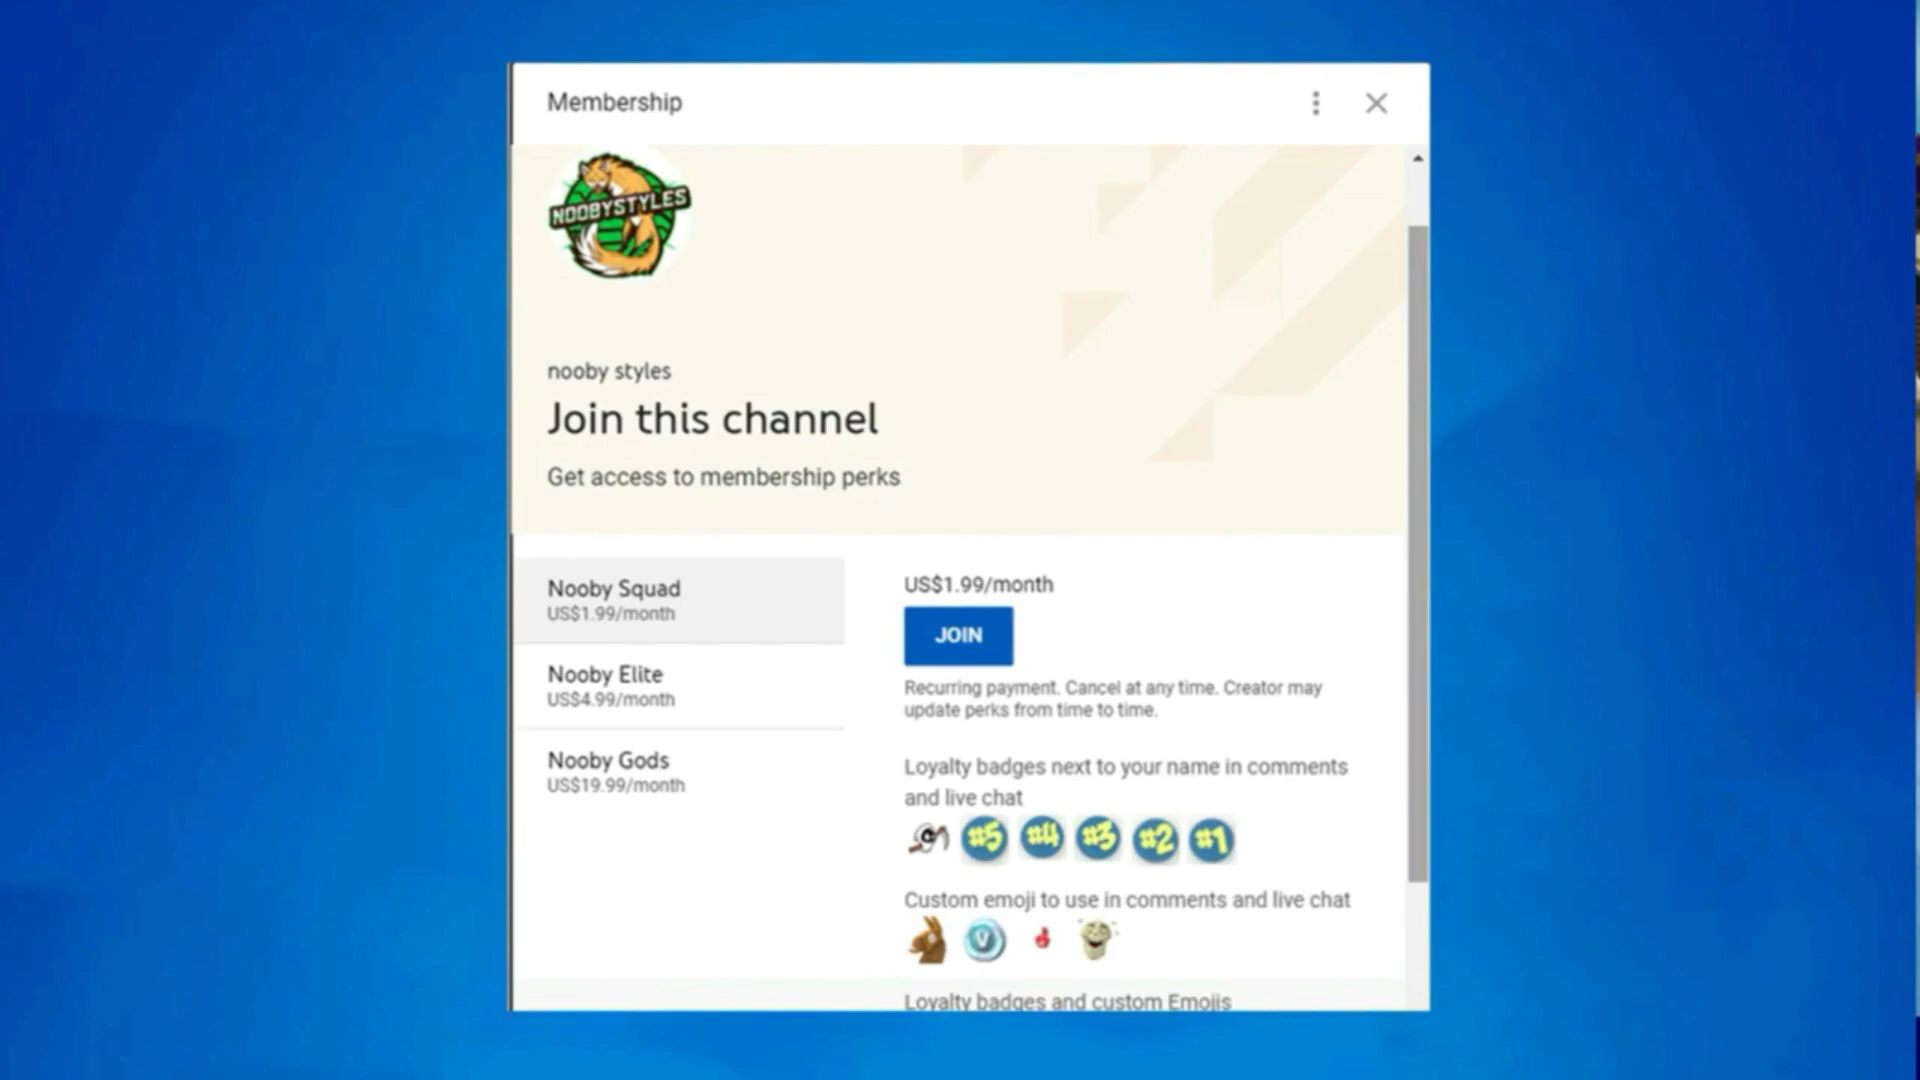 Membership
NOOBYSTYLES
nooby styles
Join this channel
Get access to membership perks
Nooby Squad
US$1.99/month
Nooby Elite
US$4.99/month
Nooby Gods
US$19.99/month
US$1.99/month
JOIN
Recurring payment. Cancel at any time. Creator may
update perks from time to time.
Loyalty badges next to your name in comments
and live chat
#5 #4 #3 #2 #1
Custom emoji to use in comments and live chat
V
Loyalty badges and custom Emojis